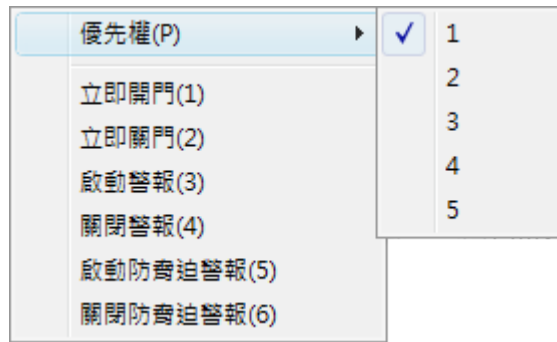 優先權(P)
立即開門(1)
立即關門(2)
啟動警報(3)
關閉警報(4)
啟動防脅迫警報(5)
關閉防脅迫警報(6)
1
2
3
4
5